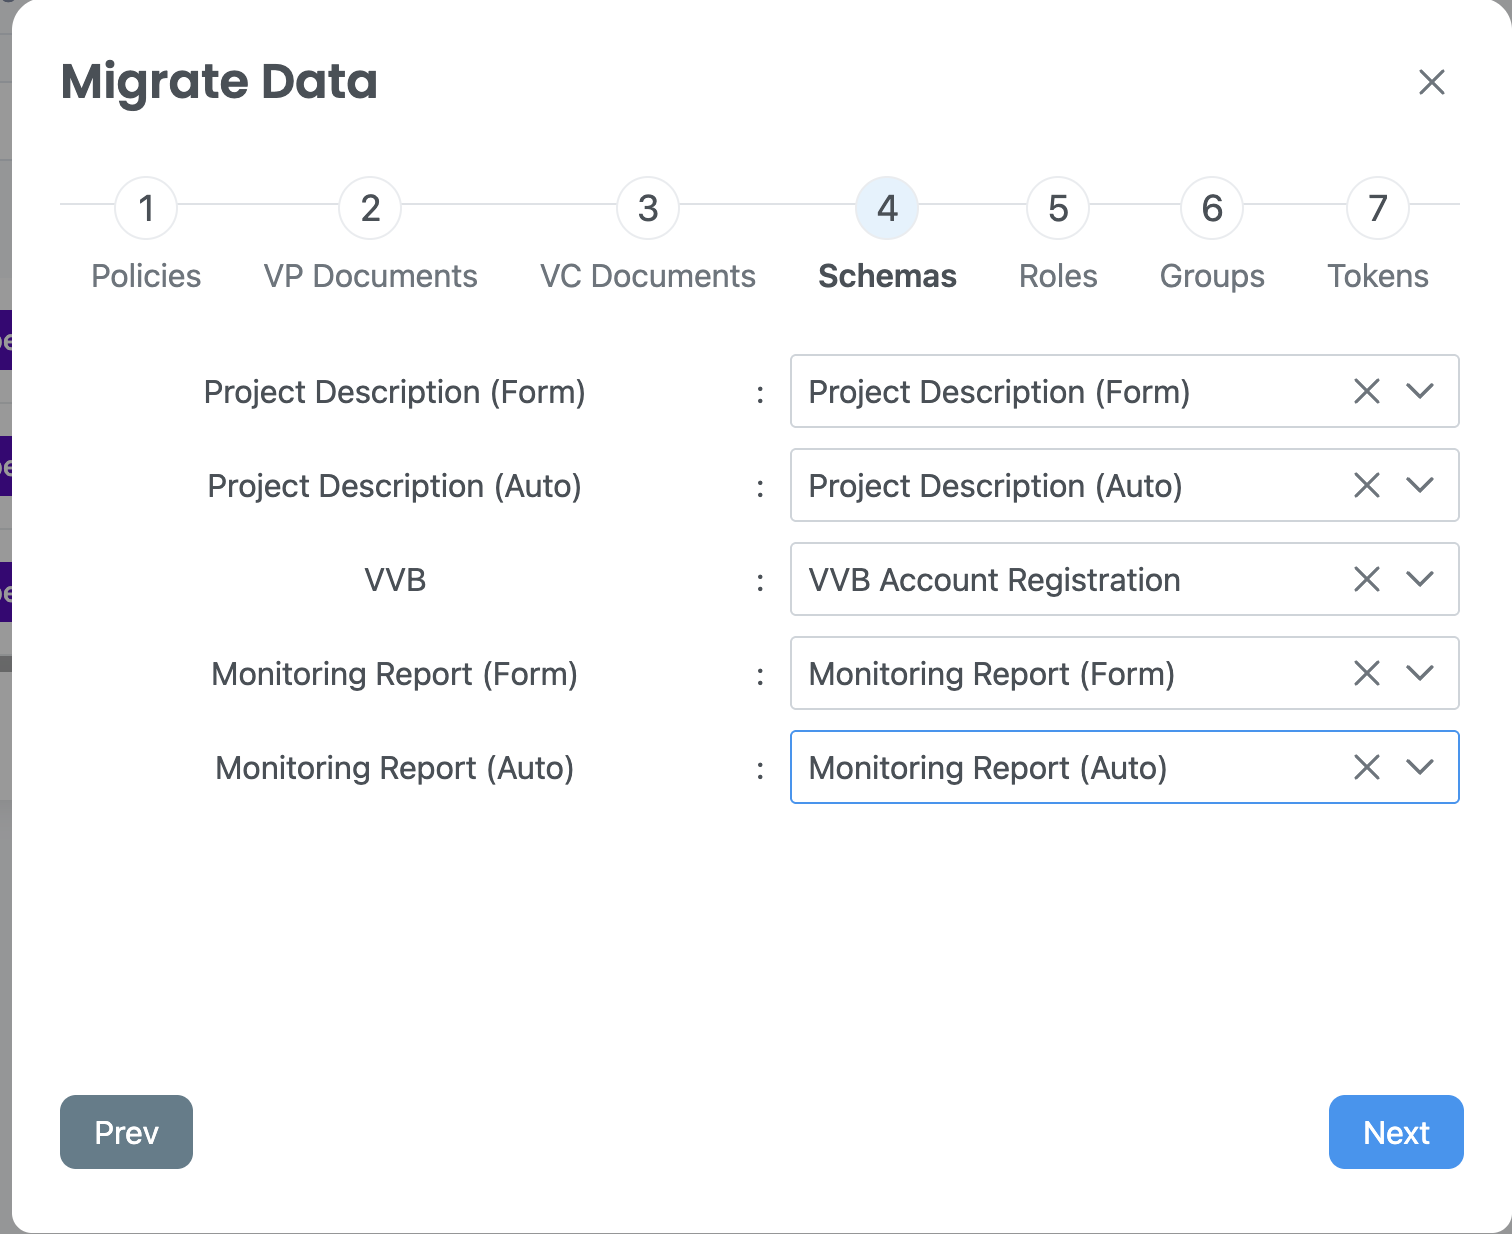 Migrate Data
1 2 3 4 5 6 7
Policies VP Documents VC Documents Schemas Roles Groups Tokens
Project Description (Form) : Project Description (Form)
Project Description (Auto) : Project Description (Auto)
VVB : VVB Account Registration
Monitoring Report (Form) : Monitoring Report (Form)
Monitoring Report (Auto) : Monitoring Report (Auto)
Prev Next